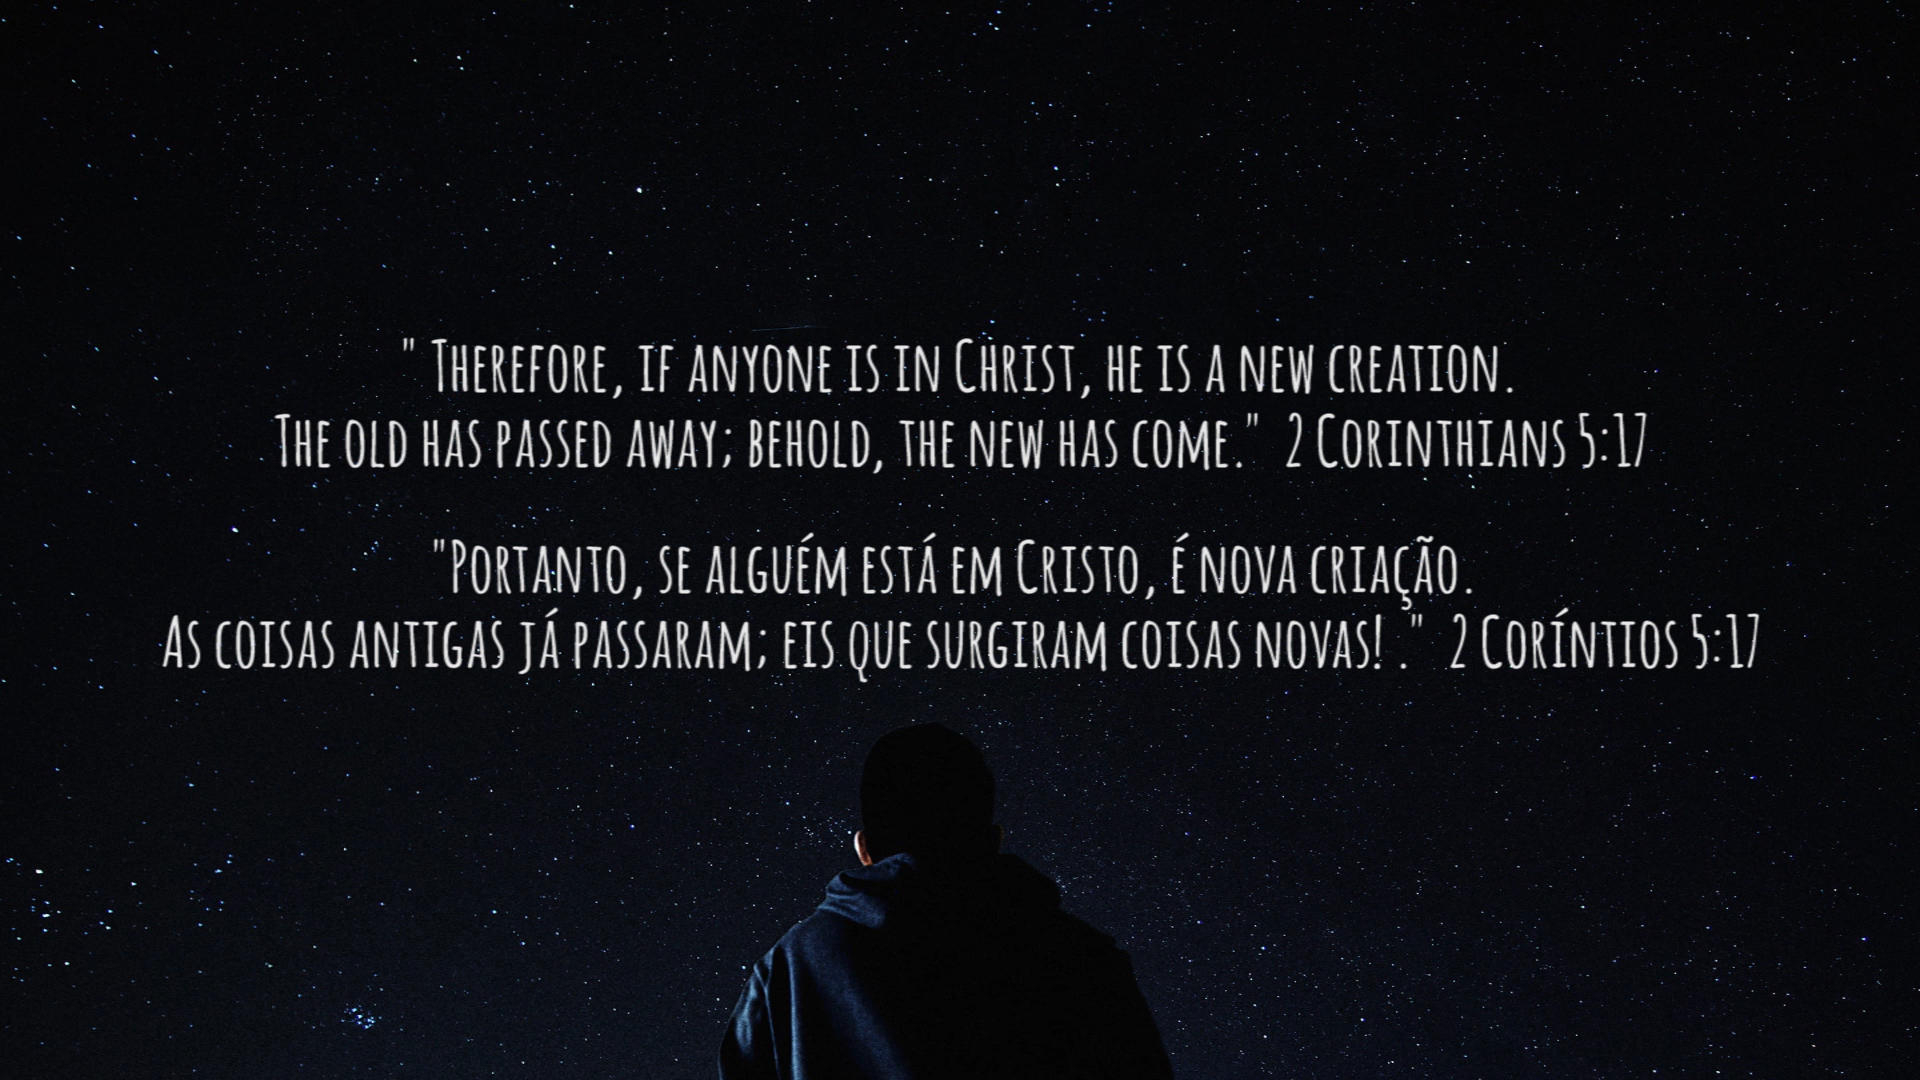 " Therefore, if anyone is in Christ, he is a new creation.
The old has passed away; behold, the new has come." 2 Corinthians 5:17
"Portanto, se alguém está em Cristo, é nova criação.
As coisas antigas já passaram; eis que surgiram coisas novas! ." 2 Coríntios 5:17